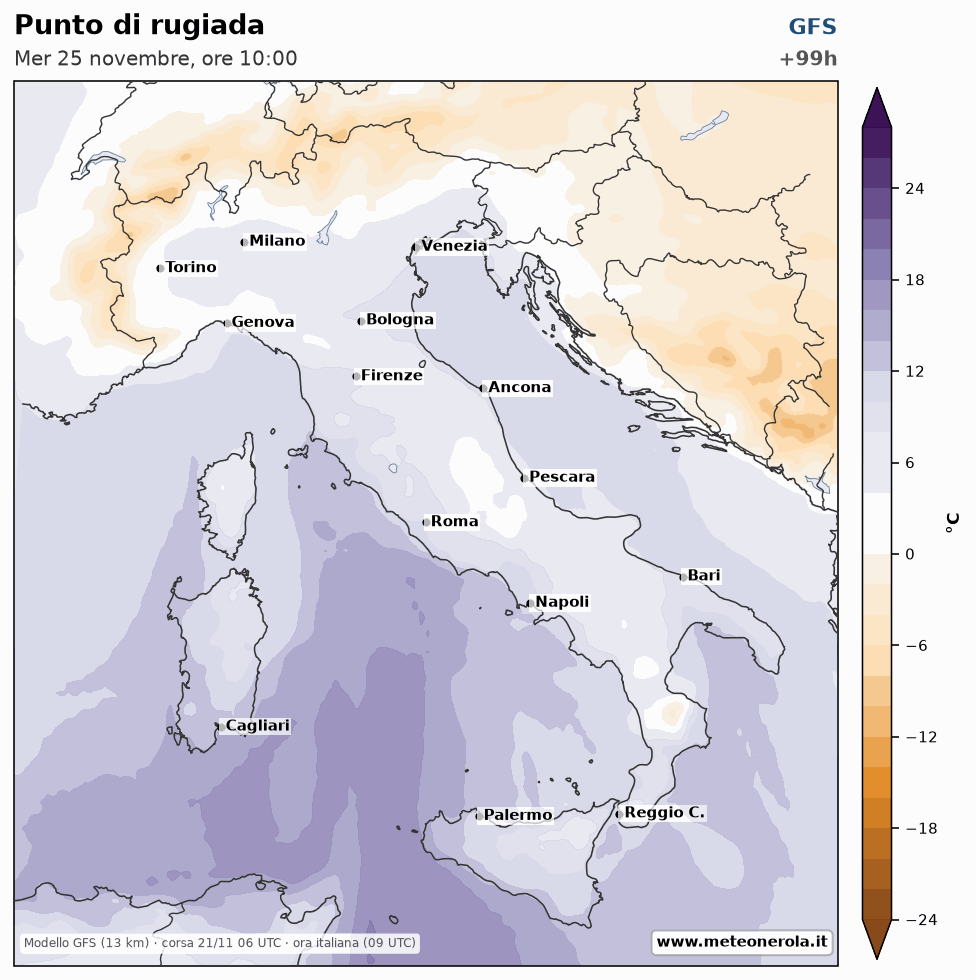 Punto di rugiada
GFS
Mer 25 novembre, ore 10:00
+99h
Milano
Venezia
Torino
Genova
Bologna
Firenze
Ancona
Pescara
Roma
Bari
Napoli
Cagliari
Palermo
Reggio C.
24
18
12
6
0
−6
−12
−18
−24
°C
Modello GFS (13 km) · corsa 21/11 06 UTC · ora italiana (09 UTC)
www.meteonerola.it